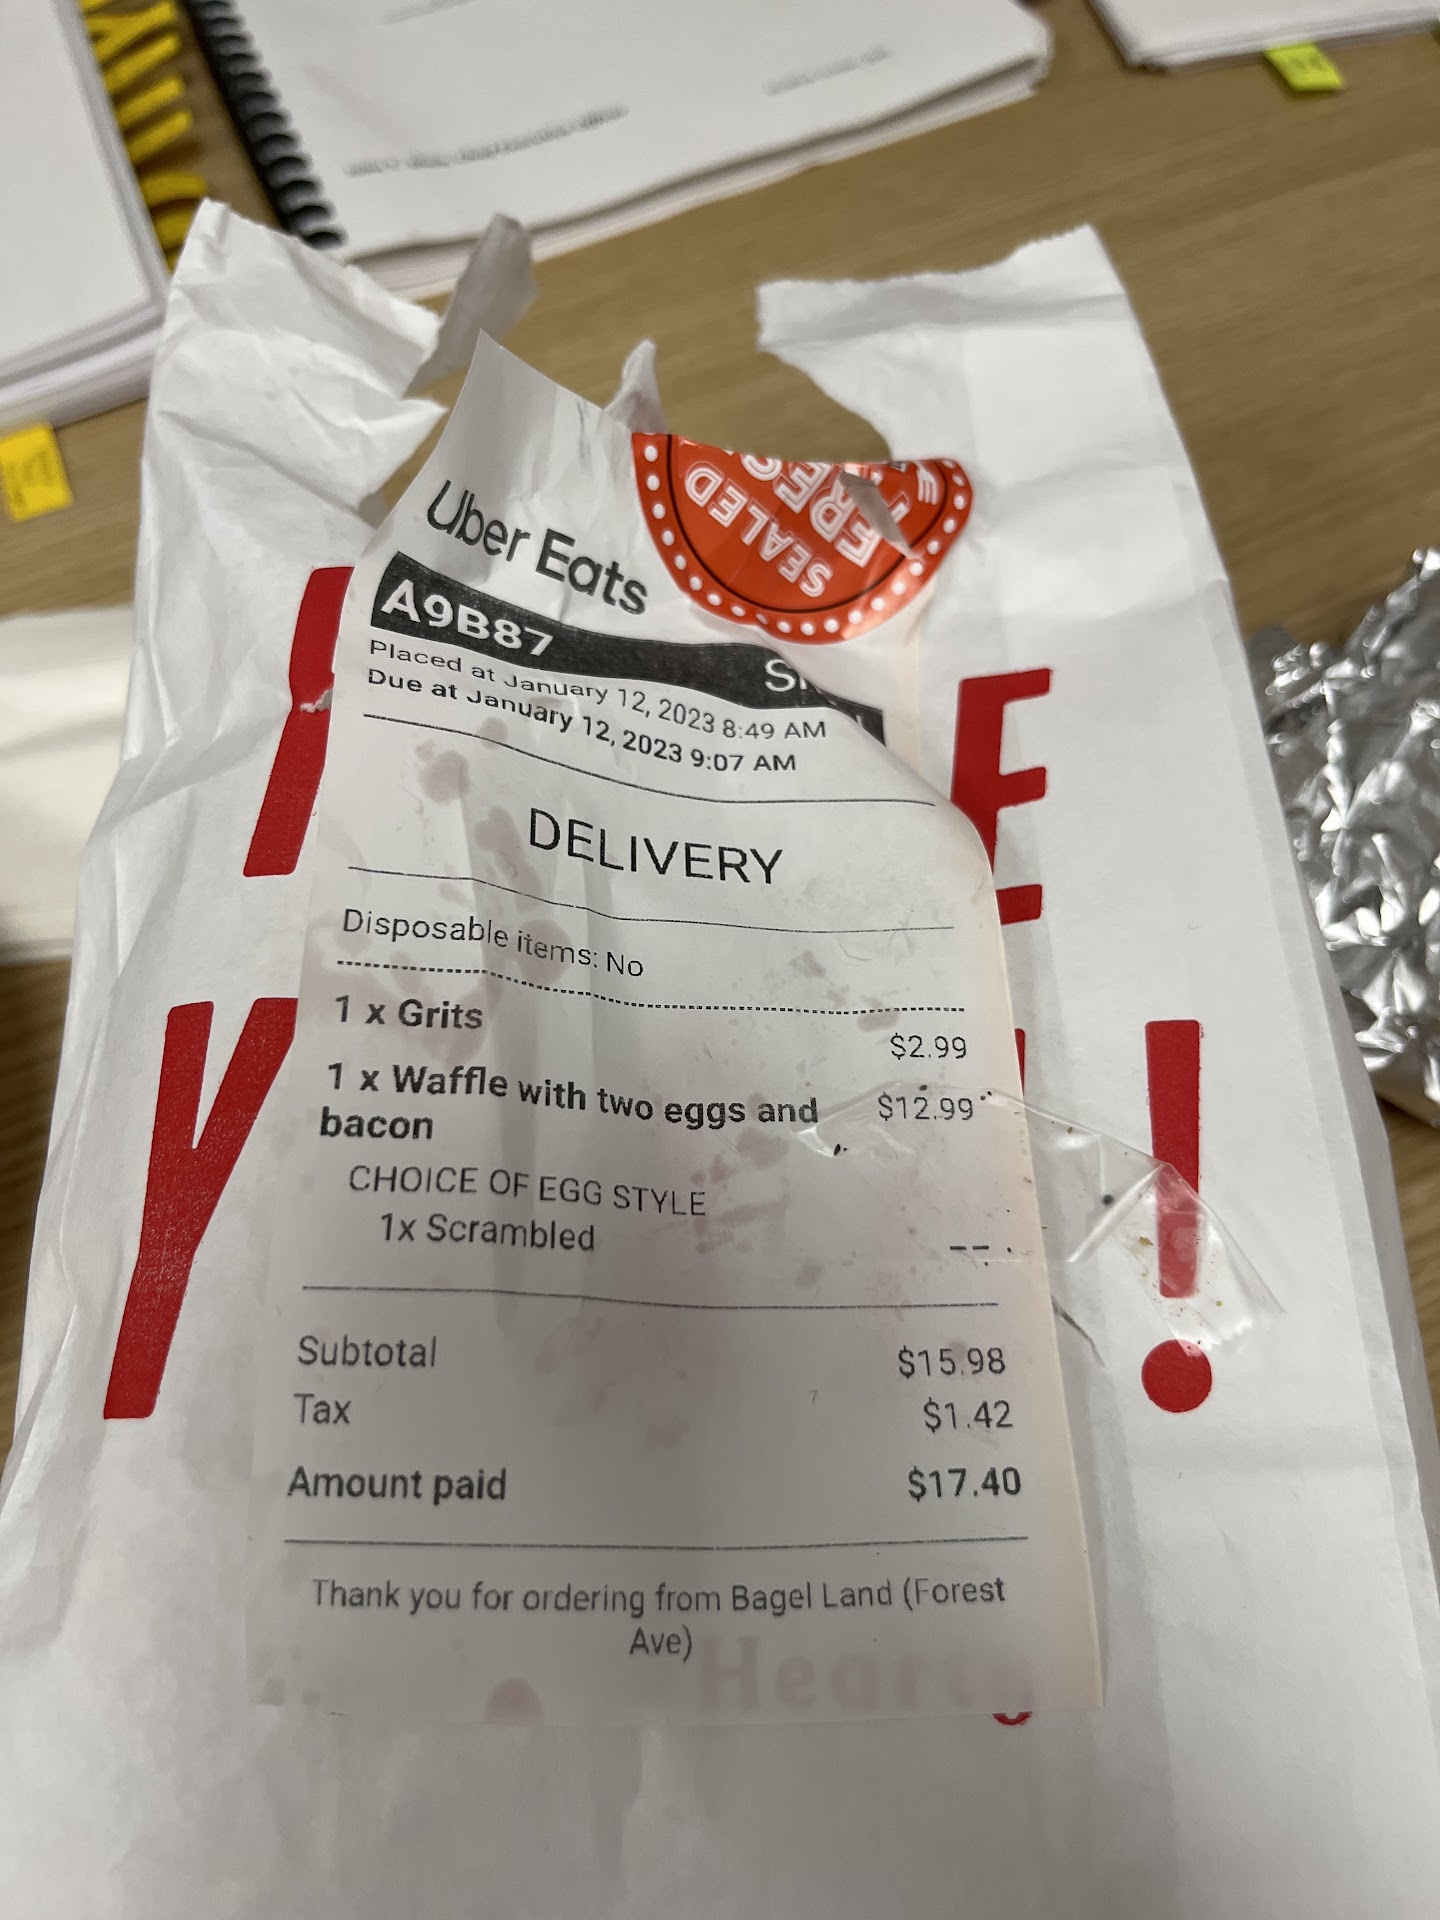 Uber Eats
SEALED
A9B87
Placed at January 12, 2023 8:49 AM
Due at January 12, 2023 9:07 AM
DELIVERY
Disposable items: No
1 x Grits
$2.99
1 x Waffle with two eggs and
bacon
$12.99
CHOICE OF EGG STYLE
1x Scrambled
--
Subtotal
$15.98
Tax
$1.42
Amount paid
$17.40
Thank you for ordering from Bagel Land (Forest
Ave)